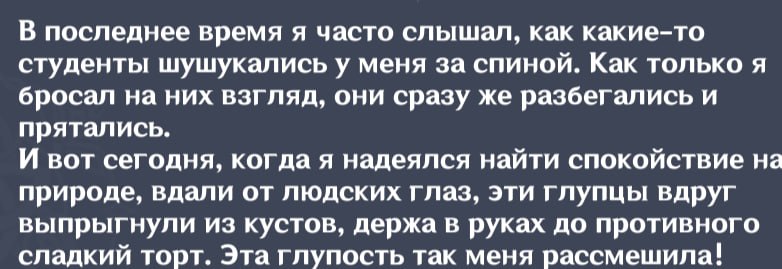 В последнее время я часто слышал, как какие-то
студенты шушукались у меня за спиной. Как только я
бросал на них взгляд, они сразу же разбегались и
прятались.
И вот сегодня, когда я надеялся найти спокойствие на
природе, вдали от людских глаз, эти глупцы вдруг
выпрыгнули из кустов, держа в руках до противного
сладкий торт. Эта глупость так меня рассмешила!